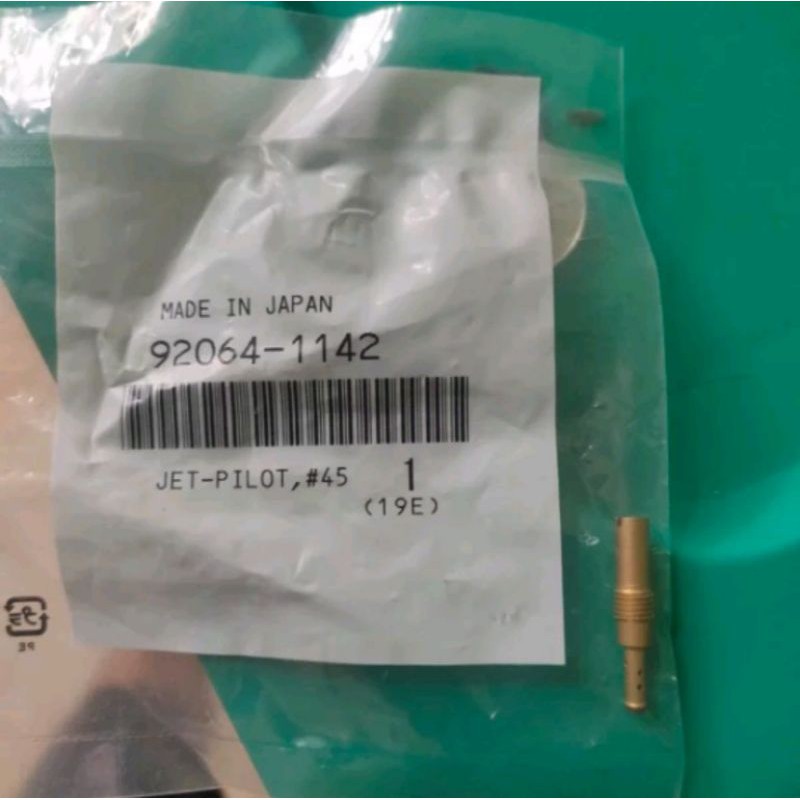 MADE IN JAPAN
92064-1142
JET-PILOT,#45 1
(19E)